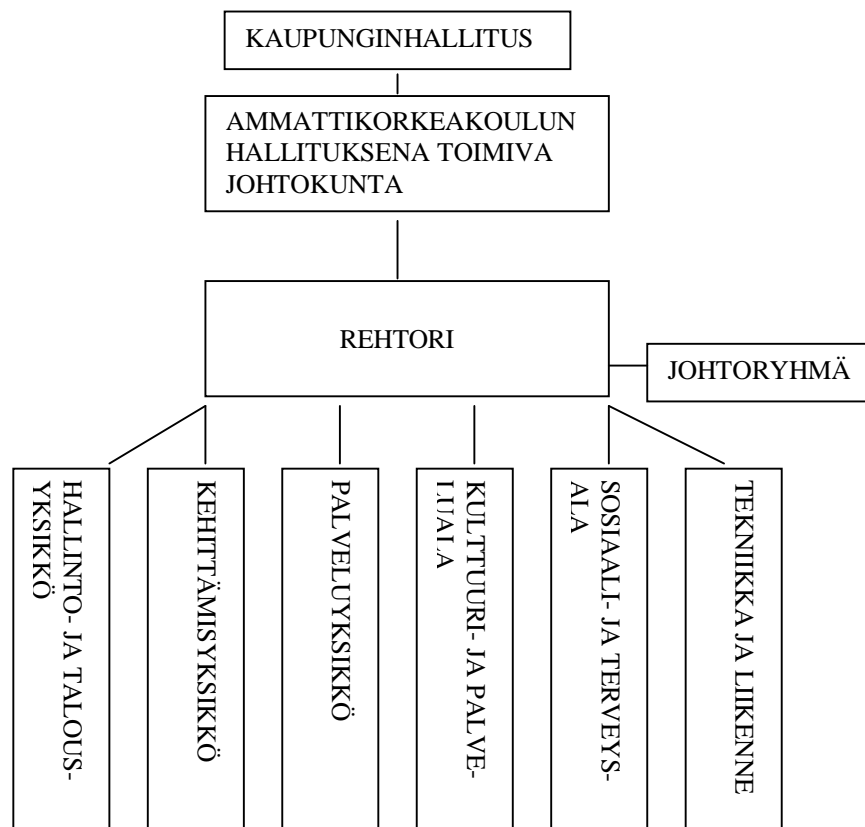 KAUPUNGINHALLITUS
AMMATTIKORKEAKOULUN
HALLITUKSENA TOIMIVA
JOHTOKUNTA
REHTORI
JOHTORYHMÄ
HALLINTO- JA TALOUS-
YKSIKKÖ
KEHITTÄMISYKSIKKÖ
PALVELUYKSIKKÖ
KULTTUURI- JA PALVE-
LUALA
SOSIAALI- JA TERVEYS-
ALA
TEKNIIKKA JA LIIKENNE